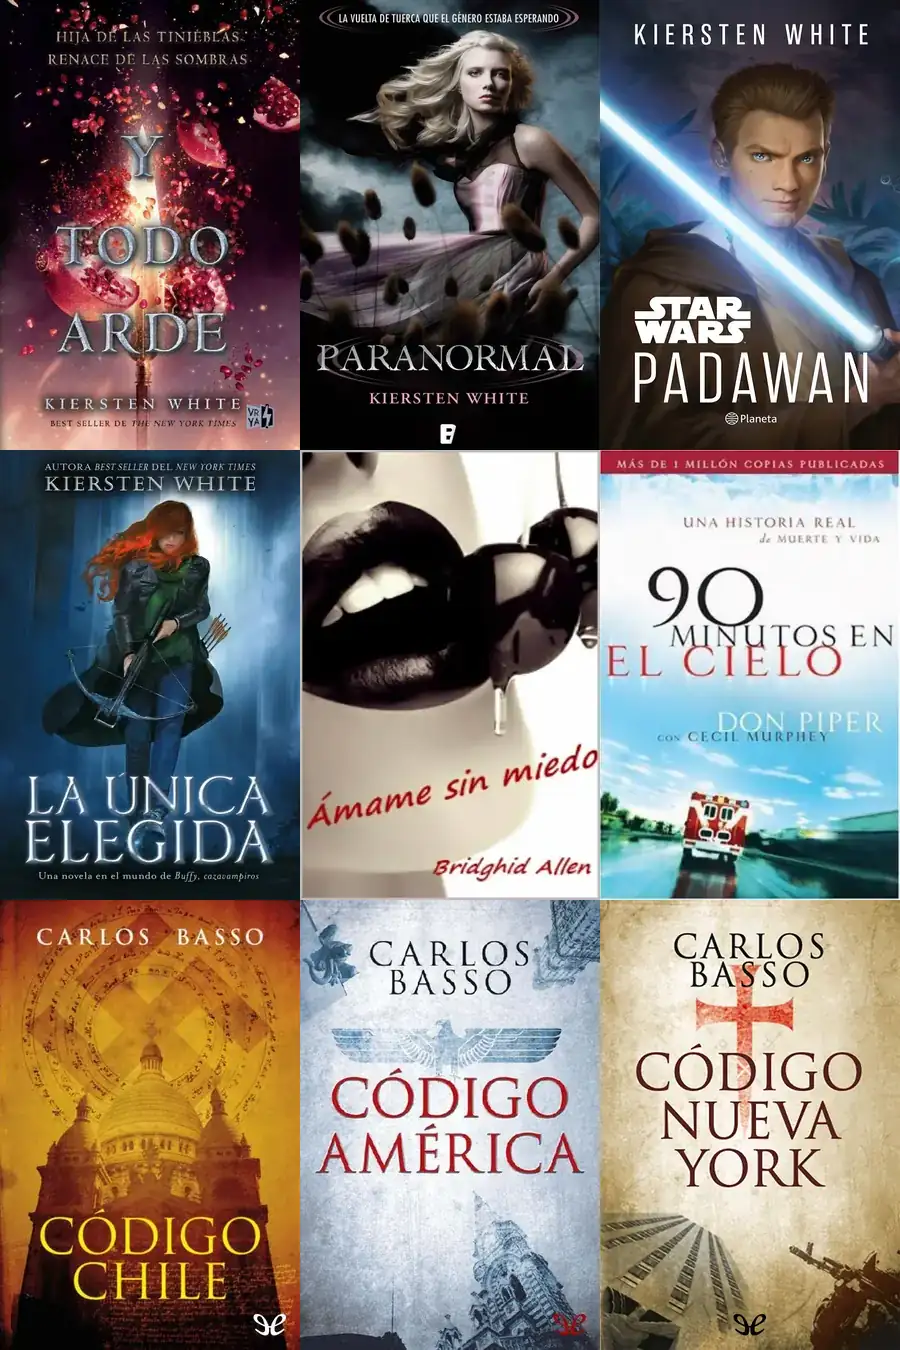 HIJA DE LAS TINIEBLAS.
RENACE DE LAS SOMBRAS
Y
TODO
ARDE
KIERSTEN WHITE
BEST SELLER DE THE NEW YORK TIMES
VR
YA
LA VUELTA DE TUERCA QUE EL GÉNERO ESTABA ESPERANDO
PARANORMAL
KIERSTEN WHITE
B
KIERSTEN WHITE
STAR
WARS
PADAWAN
Planeta
AUTORA BEST SELLER DEL NEW YORK TIMES
KIERSTEN WHITE
LA ÚNICA
ELEGIDA
Una novela en el mundo de Buffy, cazavampiros
Ámame sin miedo
Bridghid Allen
MÁS DE 1 MILLÓN COPIAS PUBLICADAS
UNA HISTORIA REAL
de MUERTE Y VIDA
90
MINUTOS EN
EL CIELO
DON PIPER
CON CECIL MURPHEY
CARLOS BASSO
CÓDIGO
CHILE
CARLOS
BASSO
CÓDIGO
AMÉRICA
CARLOS
BASSO
CÓDIGO
NUEVA
YORK